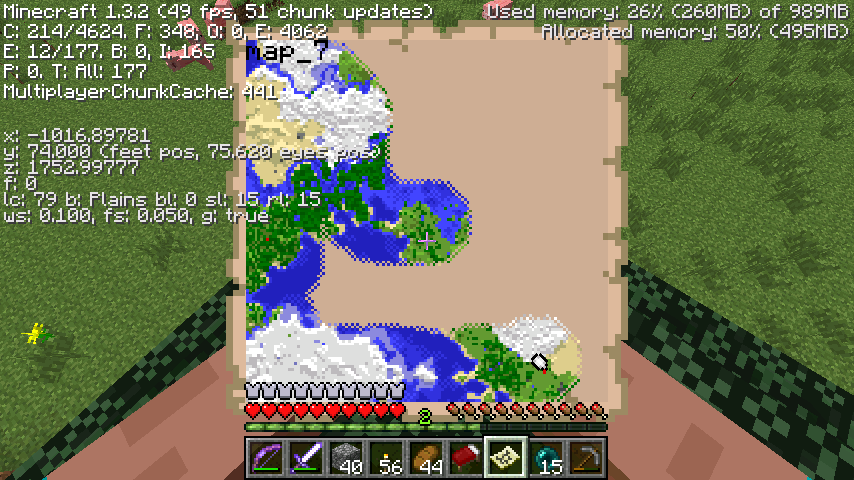 Minecraft 1.3.2 (49 fps, 51 chunk updates)
Used memory: 26% (260MB) of 989MB
C: 214/4624, F: 348, O: 0, E: 4062
Allocated memory: 50% (495MB)
E: 12/177, B: 0, I: 165
map_7
P: 0, T: All: 177
MultiplayerChunkCache: 441
x: -1016.89781
y: 74.000 (feet pos, 75.620 eyes pos)
z: 1752.99777
f: 0
lc: 79 b: Plains bl: 0 sl: 15 rl: 15
ws: 0.100, fs: 0.050, g: true
8
40 56 44 15